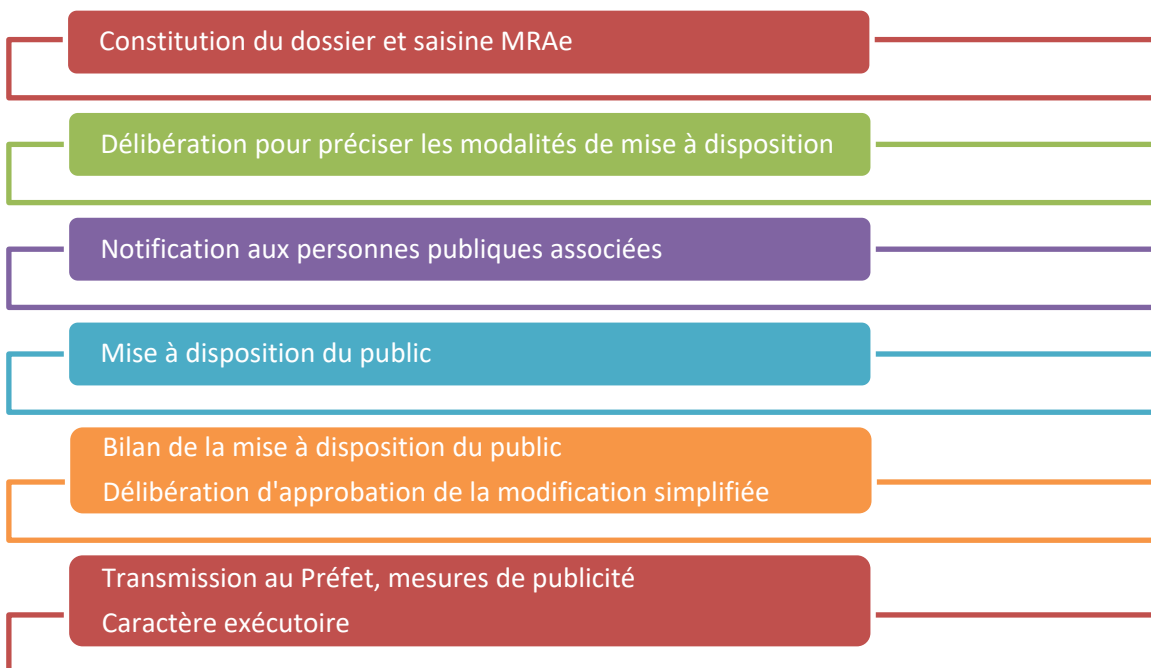 Constitution du dossier et saisine MRAe
Délibération pour préciser les modalités de mise à disposition
Notification aux personnes publiques associées
Mise à disposition du public
Bilan de la mise à disposition du public
Délibération d'approbation de la modification simplifiée
Transmission au Préfet, mesures de publicité
Caractère exécutoire